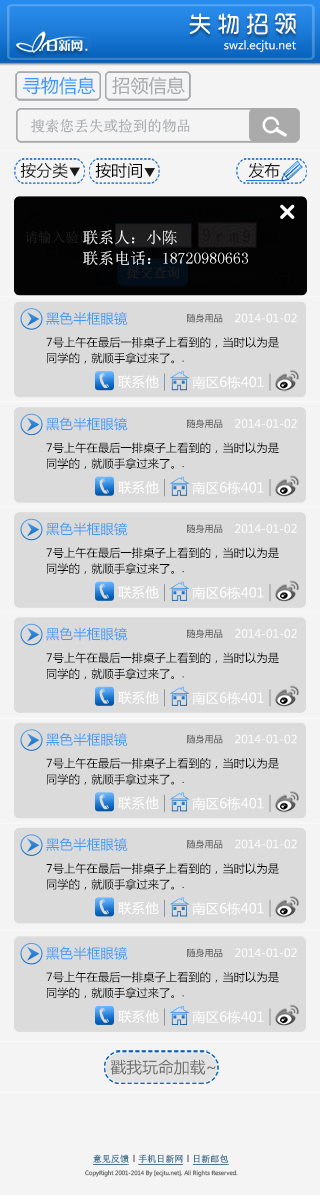 日新网.
失物招领
swzl.ecjtu.net
寻物信息 招领信息
搜索您丢失或捡到的物品
按分类▼ 按时间▼ 发布
请输入验
联系人：小陈
联系电话：18720980663
提交查询
黑色半框眼镜 随身用品 2014-01-02
7号上午在最后一排桌子上看到的，当时以为是
同学的，就顺手拿过来了。.
联系他 南区6栋401
黑色半框眼镜 随身用品 2014-01-02
7号上午在最后一排桌子上看到的，当时以为是
同学的，就顺手拿过来了。.
联系他 南区6栋401
黑色半框眼镜 随身用品 2014-01-02
7号上午在最后一排桌子上看到的，当时以为是
同学的，就顺手拿过来了。.
联系他 南区6栋401
黑色半框眼镜 随身用品 2014-01-02
7号上午在最后一排桌子上看到的，当时以为是
同学的，就顺手拿过来了。.
联系他 南区6栋401
黑色半框眼镜 随身用品 2014-01-02
7号上午在最后一排桌子上看到的，当时以为是
同学的，就顺手拿过来了。.
联系他 南区6栋401
黑色半框眼镜 随身用品 2014-01-02
7号上午在最后一排桌子上看到的，当时以为是
同学的，就顺手拿过来了。.
联系他 南区6栋401
黑色半框眼镜 随身用品 2014-01-02
7号上午在最后一排桌子上看到的，当时以为是
同学的，就顺手拿过来了。.
联系他 南区6栋401
戳我玩命加载~
意见反馈 | 手机日新网 | 日新邮包
CopyRight 2001-2014 By [ecjtu.net]. All Rights Reserved.